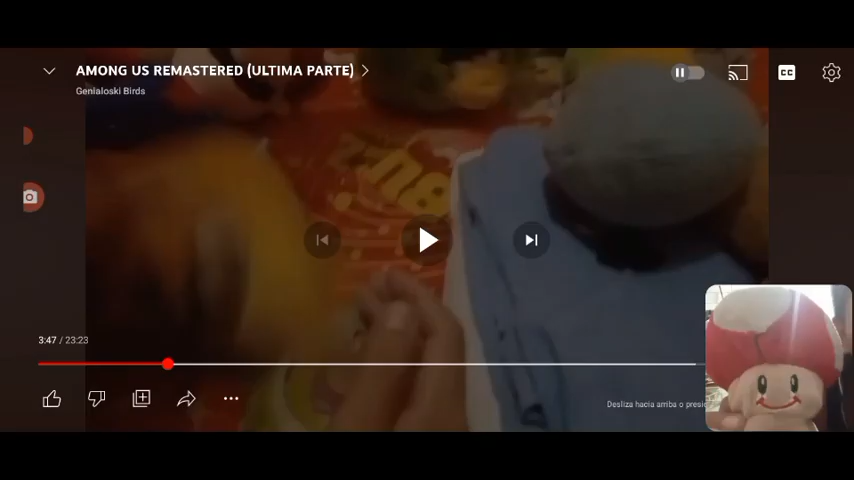 AMONG US REMASTERED (ULTIMA PARTE)
Genialoski Birds
CC
3:47 / 23:23
Desliza hacia arriba o presio